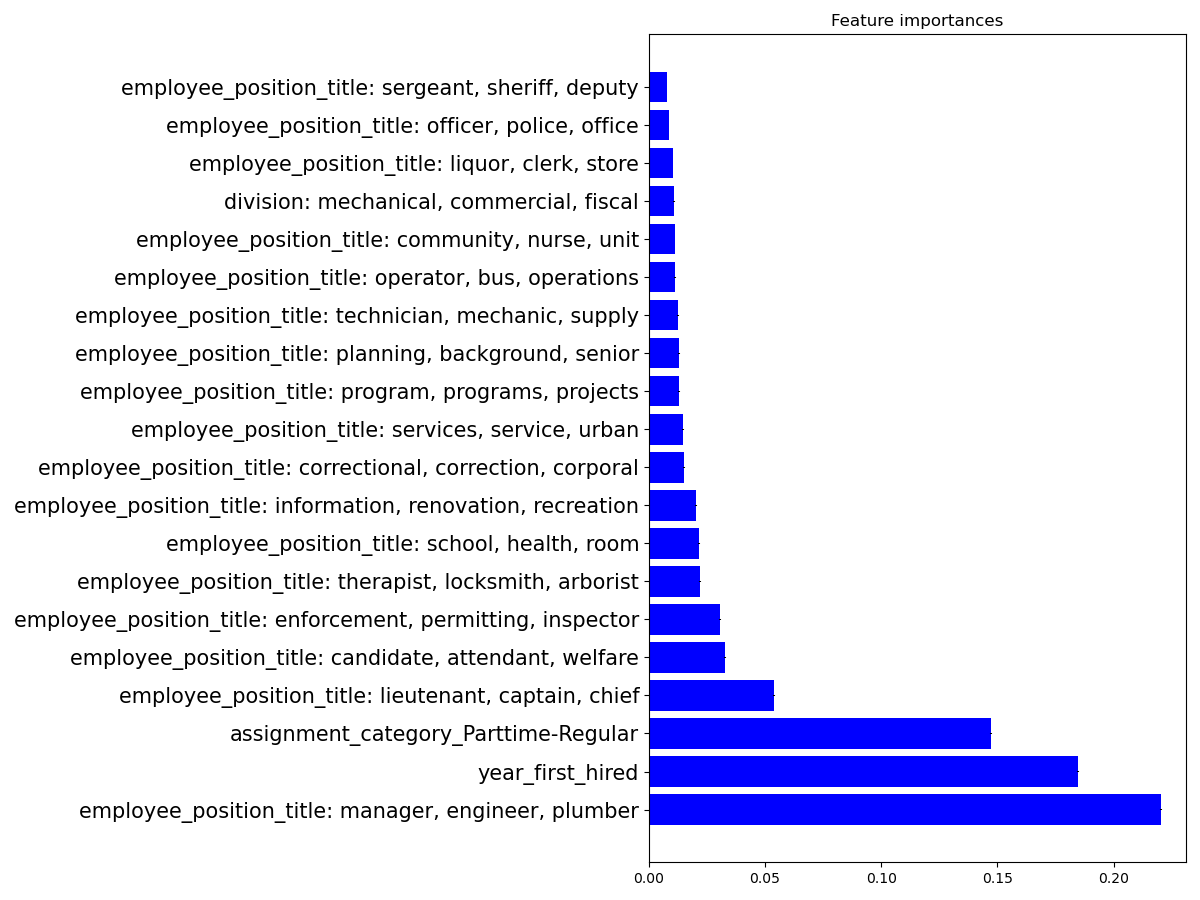 Feature importances
employee_position_title: sergeant, sheriff, deputy
employee_position_title: officer, police, office
employee_position_title: liquor, clerk, store
division: mechanical, commercial, fiscal
employee_position_title: community, nurse, unit
employee_position_title: operator, bus, operations
employee_position_title: technician, mechanic, supply
employee_position_title: planning, background, senior
employee_position_title: program, programs, projects
employee_position_title: services, service, urban
employee_position_title: correctional, correction, corporal
employee_position_title: information, renovation, recreation
employee_position_title: school, health, room
employee_position_title: therapist, locksmith, arborist
employee_position_title: enforcement, permitting, inspector
employee_position_title: candidate, attendant, welfare
employee_position_title: lieutenant, captain, chief
assignment_category_Parttime-Regular
year_first_hired
employee_position_title: manager, engineer, plumber
0.00 0.05 0.10 0.15 0.20